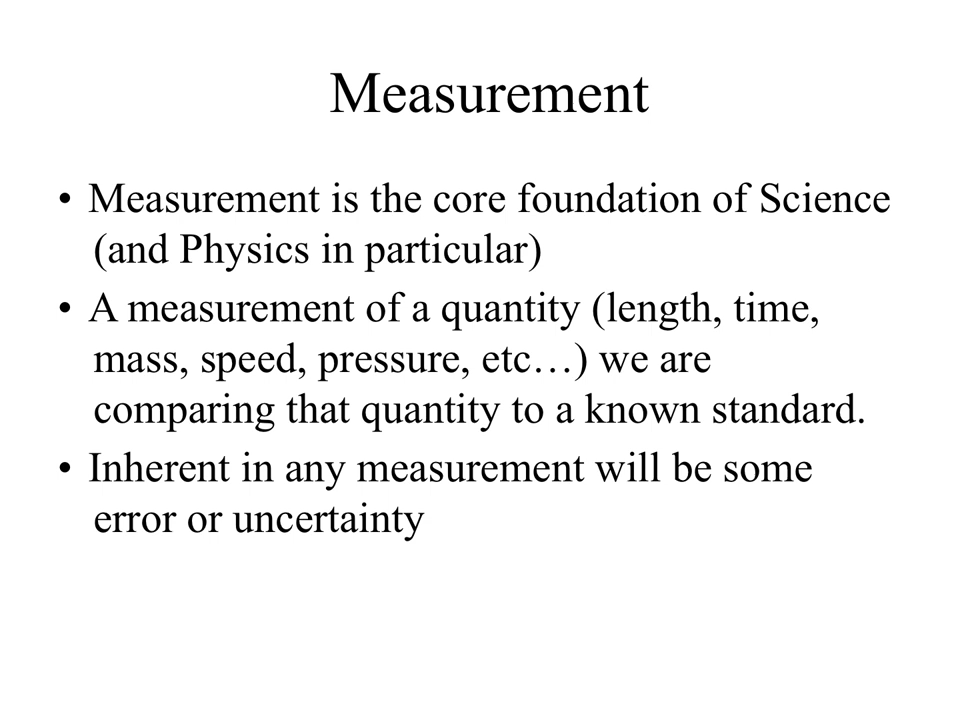 Measurement
• Measurement is the core foundation of Science
(and Physics in particular)
• A measurement of a quantity (length, time,
mass, speed, pressure, etc…) we are
comparing that quantity to a known standard.
• Inherent in any measurement will be some
error or uncertainty